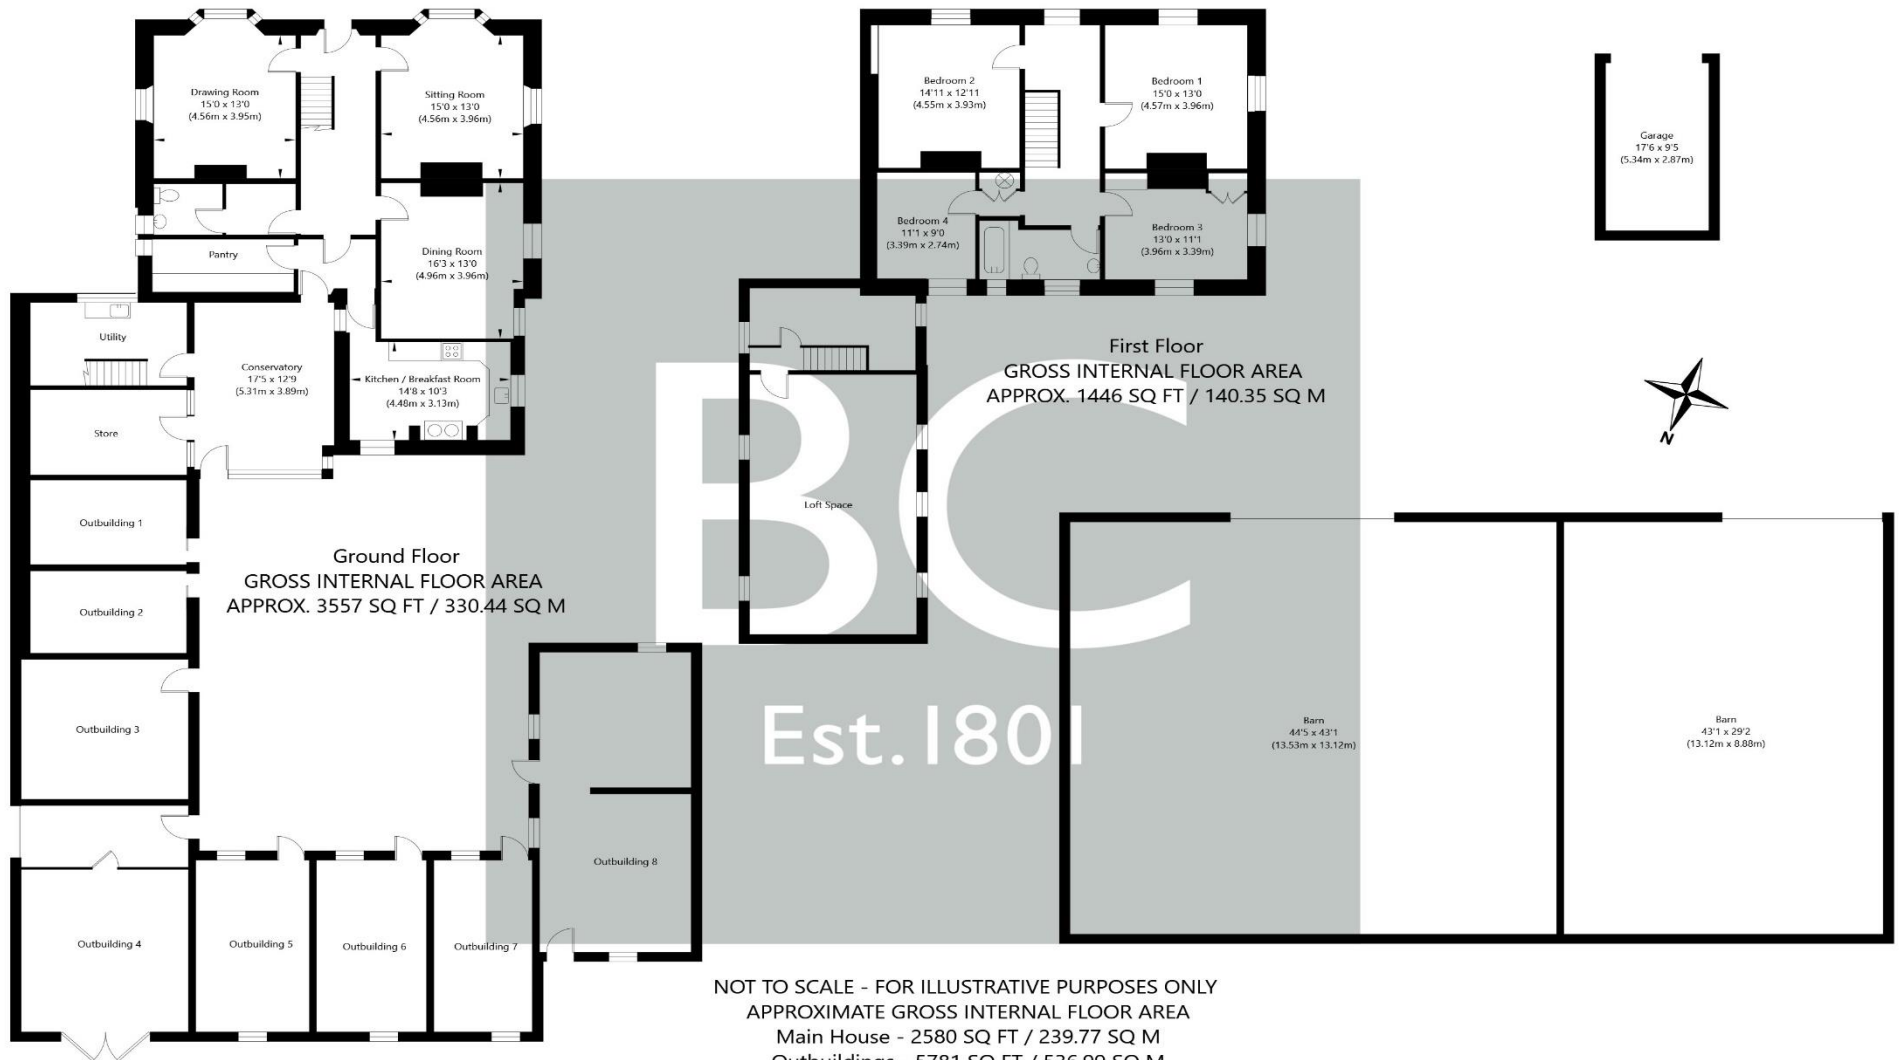 Drawing Room
15'0 x 13'0
(4.56m x 3.95m)
Sitting Room
15'0 x 13'0
(4.56m x 3.96m)
Pantry
Dining Room
16'3 x 13'0
(4.96m x 3.96m)
Utility
Conservatory
17'5 x 12'9
(5.31m x 3.89m)
Kitchen / Breakfast Room
14'8 x 10'3
(4.48m x 3.13m)
Store
Outbuilding 1
Outbuilding 2
Outbuilding 3
Outbuilding 4
Outbuilding 5
Outbuilding 6
Outbuilding 7
Outbuilding 8
Ground Floor
GROSS INTERNAL FLOOR AREA
APPROX. 3557 SQ FT / 330.44 SQ M
Bedroom 2
14'11 x 12'11
(4.55m x 3.93m)
Bedroom 1
15'0 x 13'0
(4.57m x 3.96m)
Bedroom 4
11'1 x 9'0
(3.39m x 2.74m)
Bedroom 3
13'0 x 11'1
(3.96m x 3.39m)
First Floor
GROSS INTERNAL FLOOR AREA
APPROX. 1446 SQ FT / 140.35 SQ M
Loft Space
BC
Est.1801
Garage
17'6 x 9'5
(5.34m x 2.87m)
N
Barn
44'5 x 43'1
(13.53m x 13.12m)
Barn
43'1 x 29'2
(13.12m x 8.88m)
NOT TO SCALE - FOR ILLUSTRATIVE PURPOSES ONLY
APPROXIMATE GROSS INTERNAL FLOOR AREA
Main House - 2580 SQ FT / 239.77 SQ M
Outbuildings - 5781 SQ FT / 536.99 SQ M